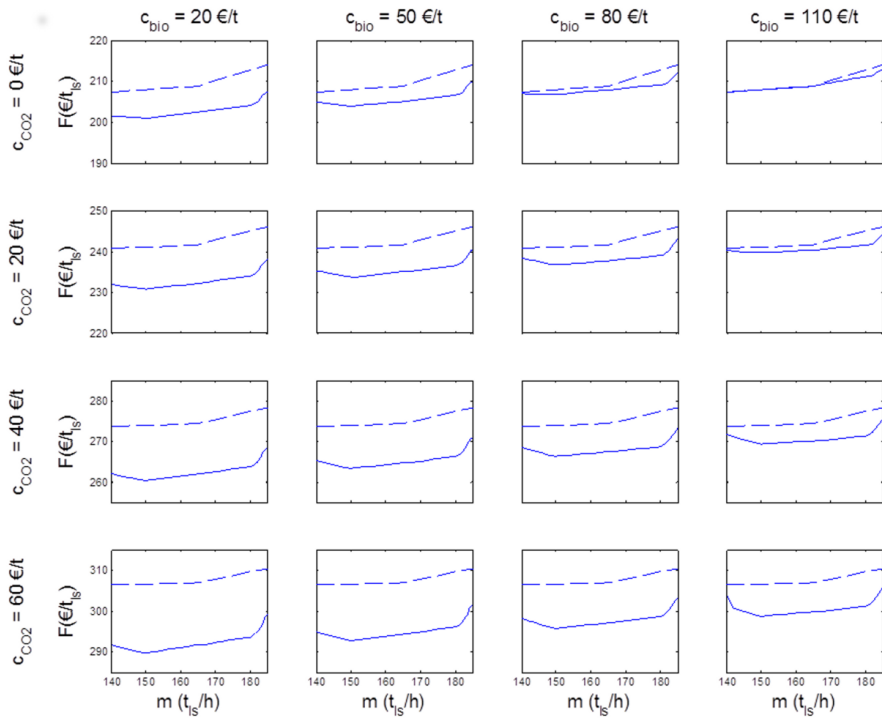 c_bio = 20 €/t c_bio = 50 €/t c_bio = 80 €/t c_bio = 110 €/t
c_CO2 = 0 €/t
F(€/t_ls)
220
210
200
190
c_CO2 = 20 €/t
F(€/t_ls)
250
240
230
220
c_CO2 = 40 €/t
F(€/t_ls)
280
270
260
c_CO2 = 60 €/t
F(€/t_ls)
310
300
290
140 150 160 170 180 140 150 160 170 180 140 150 160 170 180 140 150 160 170 180
m (t_ls/h) m (t_ls/h) m (t_ls/h) m (t_ls/h)